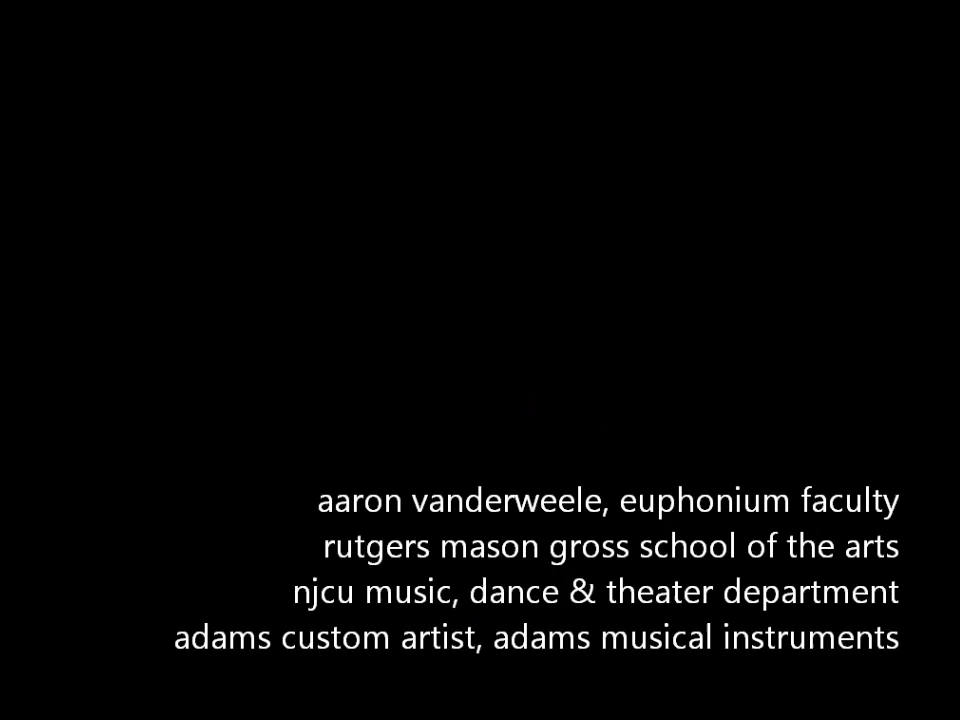 aaron vanderweele, euphonium faculty
rutgers mason gross school of the arts
njcu music, dance & theater department
adams custom artist, adams musical instruments